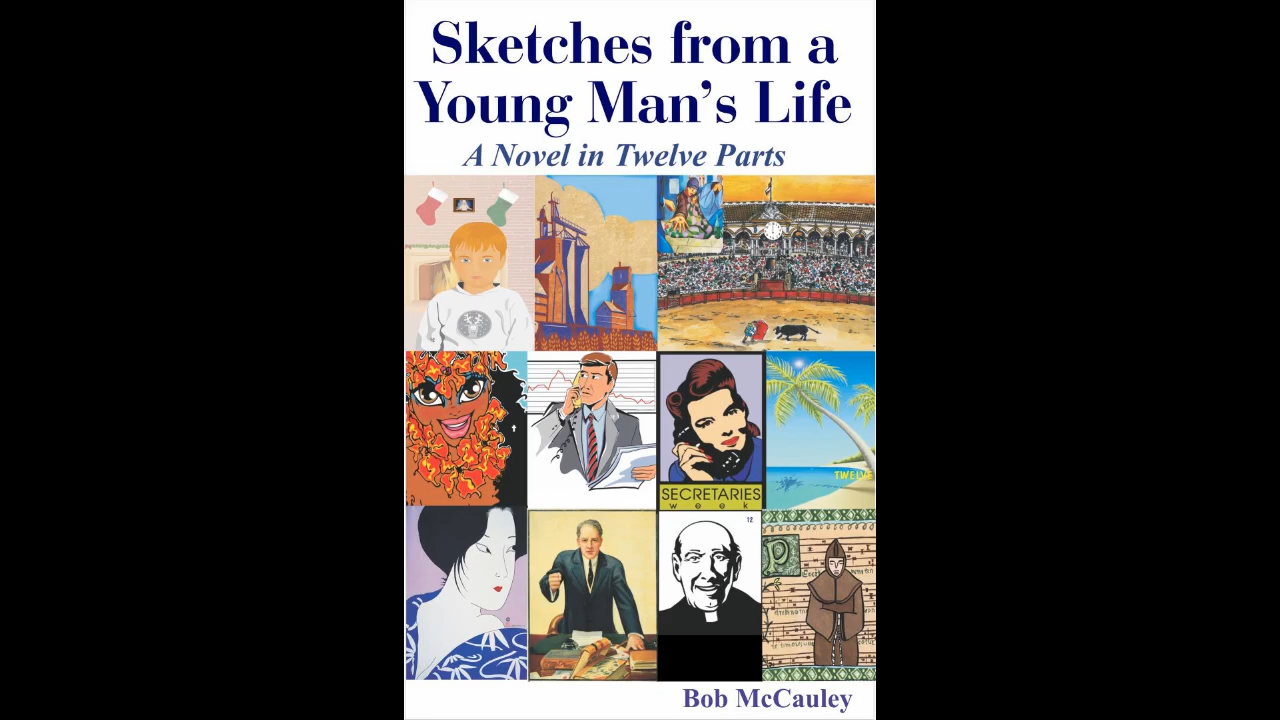 Sketches from a
Young Man's Life
A Novel in Twelve Parts
TWELVE
SECRETARIES
week
12
P
Bob McCauley